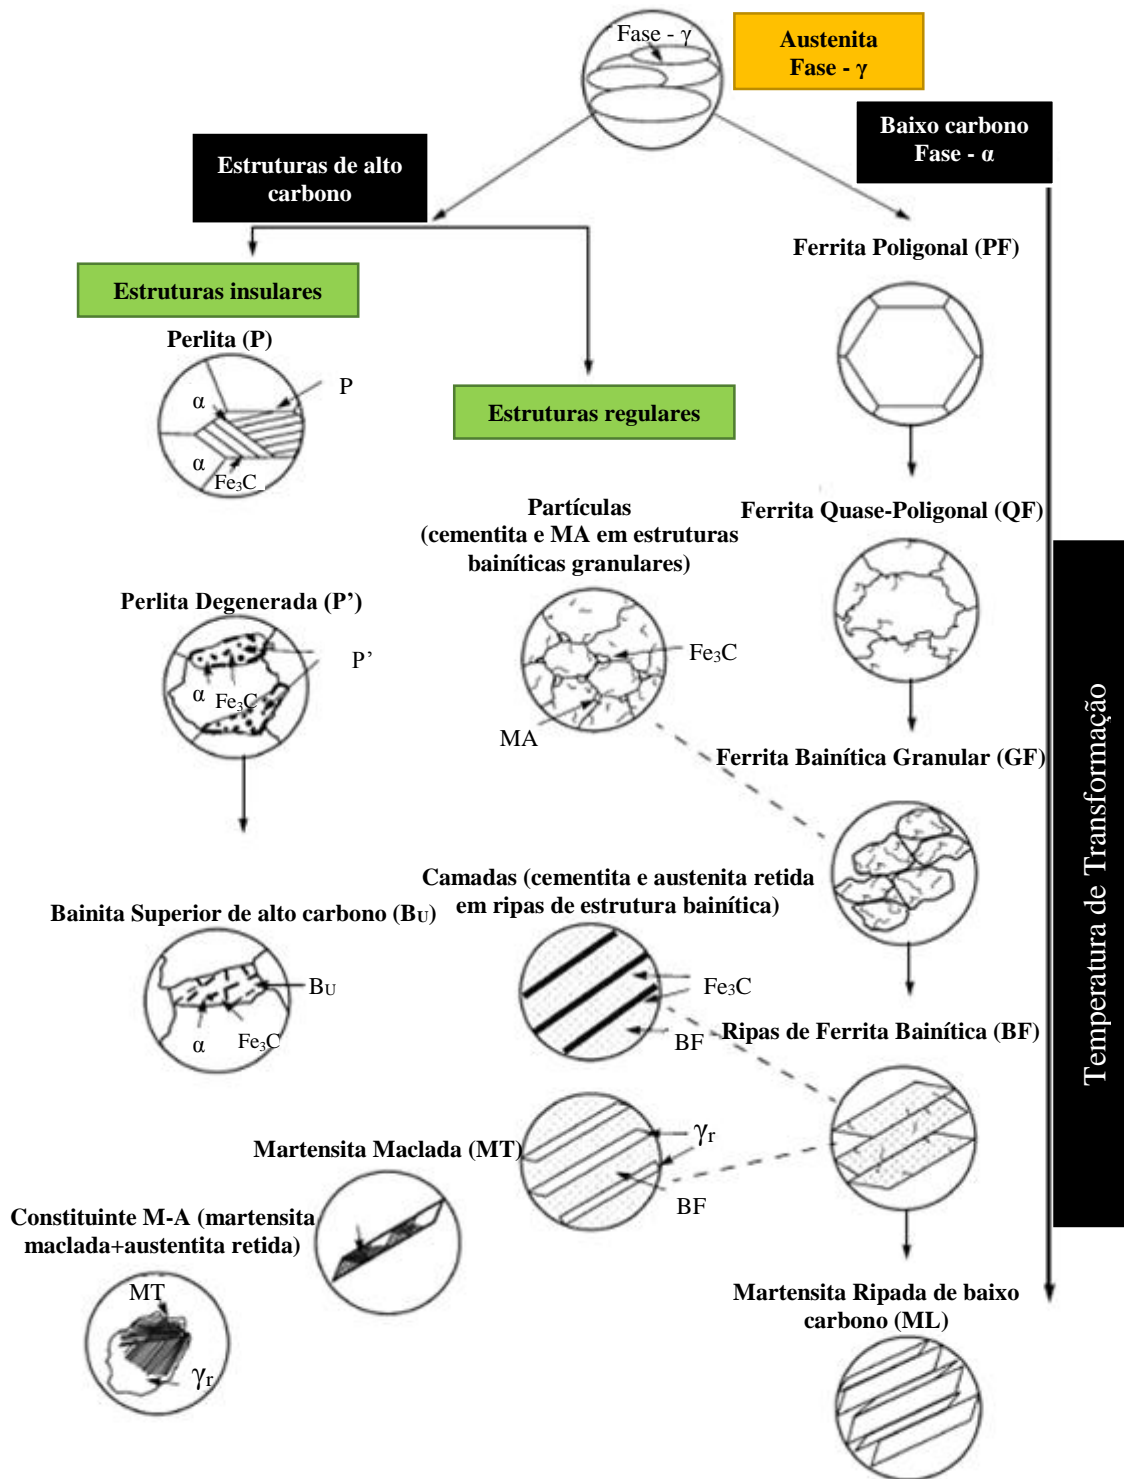 Fase - γ
Austenita
Fase - γ
Baixo carbono
Fase - α
Estruturas de alto
carbono
Ferrita Poligonal (PF)
Estruturas insulares
Perlita (P)
P
α
α
Fe₃C
Estruturas regulares
Partículas
(cementita e MA em estruturas
bainíticas granulares)
Fe₃C
MA
Ferrita Quase-Poligonal (QF)
Perlita Degenerada (P’)
P’
α
Fe₃C
Ferrita Bainítica Granular (GF)
Temperatura de Transformação
Camadas (cementita e austenita retida
em ripas de estrutura bainítica)
Fe₃C
BF
Bainita Superior de alto carbono (BU)
BU
α
Fe₃C
Ripas de Ferrita Bainítica (BF)
γr
BF
Martensita Maclada (MT)
Constituinte M-A (martensita
maclada+austentita retida)
MT
γr
Martensita Ripada de baixo
carbono (ML)